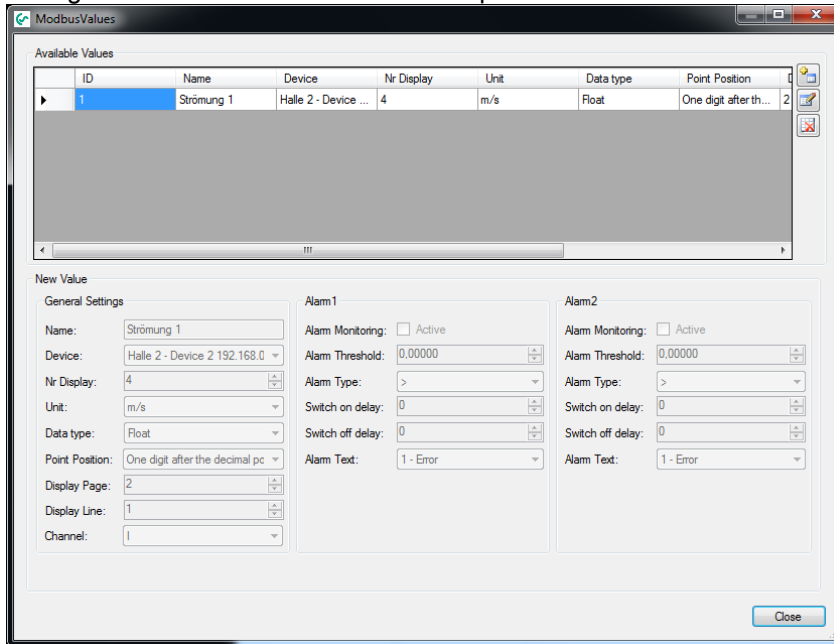 ModbusValues
Available Values
ID Name Device Nr Display Unit Data type Point Position
1 Strömung 1 Halle 2 - Device ... 4 m/s Float One digit after th... 2
New Value
General Settings Alarm1 Alarm2
Name: Strömung 1 Alarm Monitoring: Active Alarm Monitoring: Active
Device: Halle 2 - Device 2 192.168.0 Alarm Threshold: 0,00000 Alarm Threshold: 0,00000
Nr Display: 4 Alarm Type: > Alarm Type: >
Unit: m/s Switch on delay: 0 Switch on delay: 0
Data type: Float Switch off delay: 0 Switch off delay: 0
Point Position: One digit after the decimal po Alarm Text: 1 - Error Alarm Text: 1 - Error
Display Page: 2
Display Line: 1
Channel: I
Close